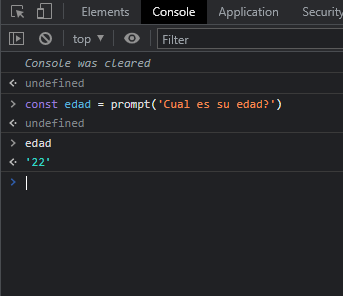 Elements Console Application Security
top Filter
Console was cleared
undefined
const edad = prompt('Cual es su edad?')
undefined
edad
'22'